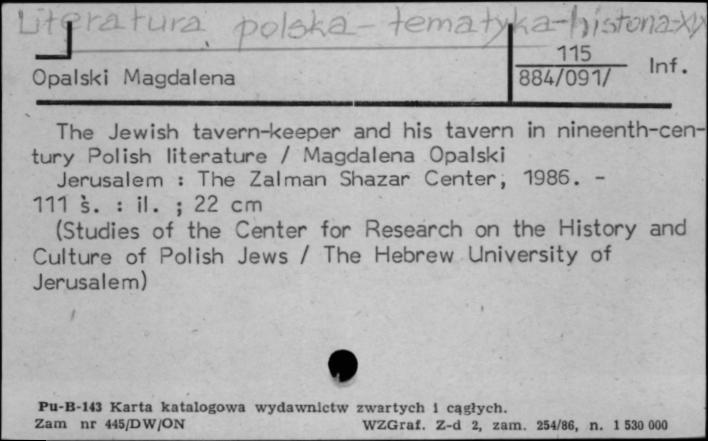 Literatura polska-tematyka-historia-XIX
115
884/091/
Inf.
Opalski Magdalena
The Jewish tavern-keeper and his tavern in nineenth-cen-
tury Polish literature / Magdalena Opalski
Jerusalem : The Zalman Shazar Center, 1986. -
111 s. : il. ; 22 cm
(Studies of the Center for Research on the History and
Culture of Polish Jews / The Hebrew University of
Jerusalem)
Pu-B-143 Karta katalogowa wydawnictw zwartych i cągłych.
Zam nr 445/DW/ON WZGraf. Z-d 2, zam. 254/86, n. 1 530 000